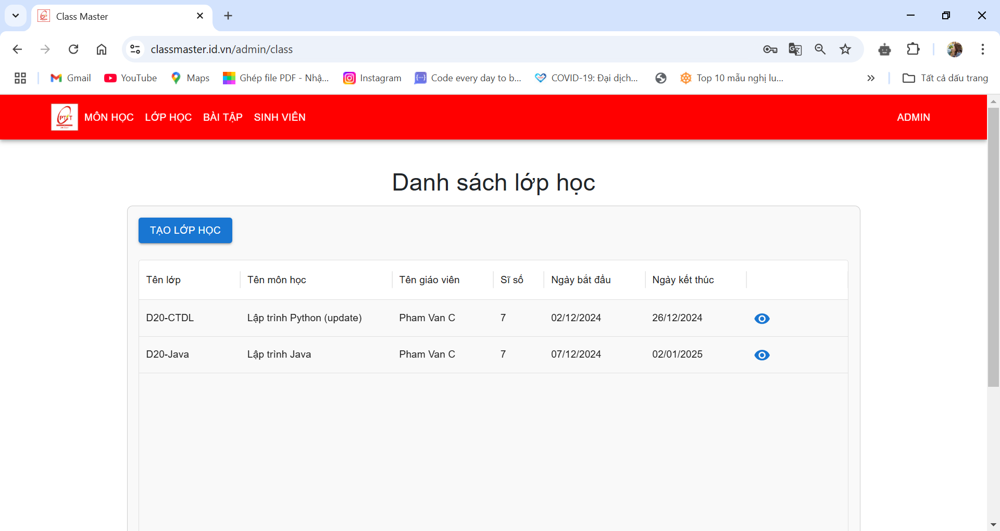 Class Master
classmaster.id.vn/admin/class
Gmail
YouTube
Maps
Ghép file PDF - Nhậ...
Instagram
Code every day to b...
COVID-19: Đại dịch...
Top 10 mẫu nghị lu...
Tất cả dấu trang
PTIT
MÔN HỌC
LỚP HỌC
BÀI TẬP
SINH VIÊN
ADMIN
Danh sách lớp học
TẠO LỚP HỌC
Tên lớp Tên môn học Tên giáo viên Sĩ số Ngày bắt đầu Ngày kết thúc
D20-CTDL Lập trình Python (update) Pham Van C 7 02/12/2024 26/12/2024
D20-Java Lập trình Java Pham Van C 7 07/12/2024 02/01/2025